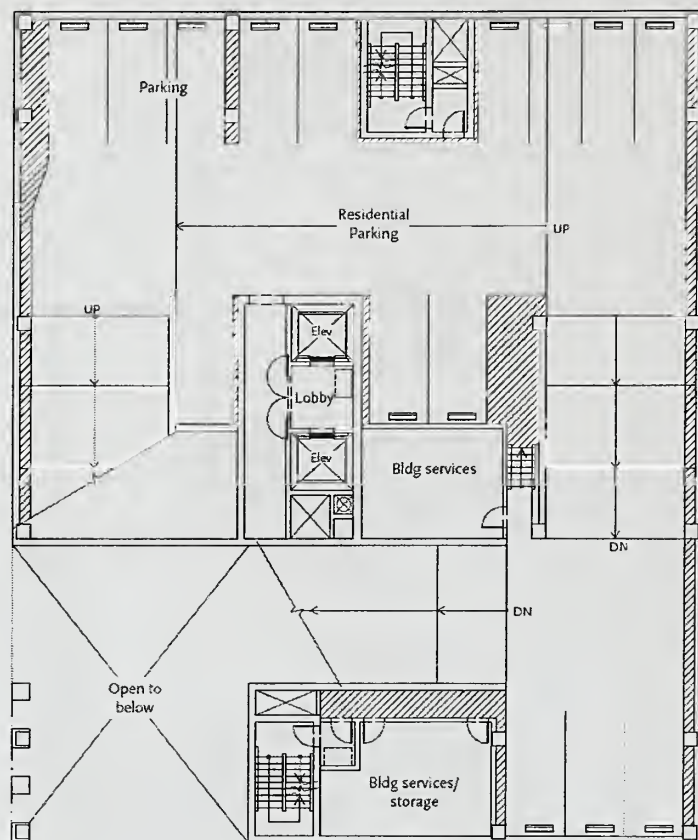 Parking
Residential
Parking
UP
UP
Elev
Lobby
Elev
Bldg services
DN
DN
Open to
below
Bldg services/
storage